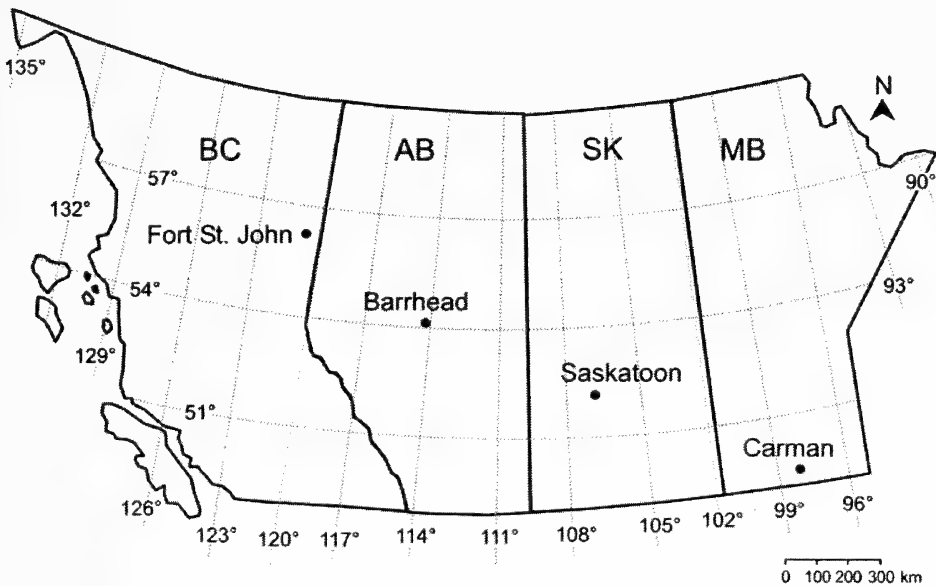 135°
N
BC
AB
SK
MB
57°
90°
132°
Fort St. John
54°
93°
Barrhead
129°
Saskatoon
51°
Carman
126°
123°
120°
117°
114°
111°
108°
105°
102°
99°
96°
0 100 200 300 km